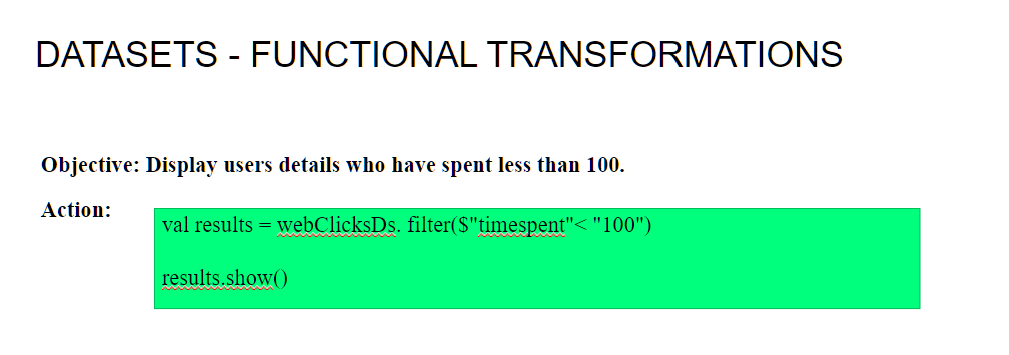 DATASETS - FUNCTIONAL TRANSFORMATIONS
Objective: Display users details who have spent less than 100.
Action:
val results = webClicksDs. filter($"timespent"< "100")
results.show()